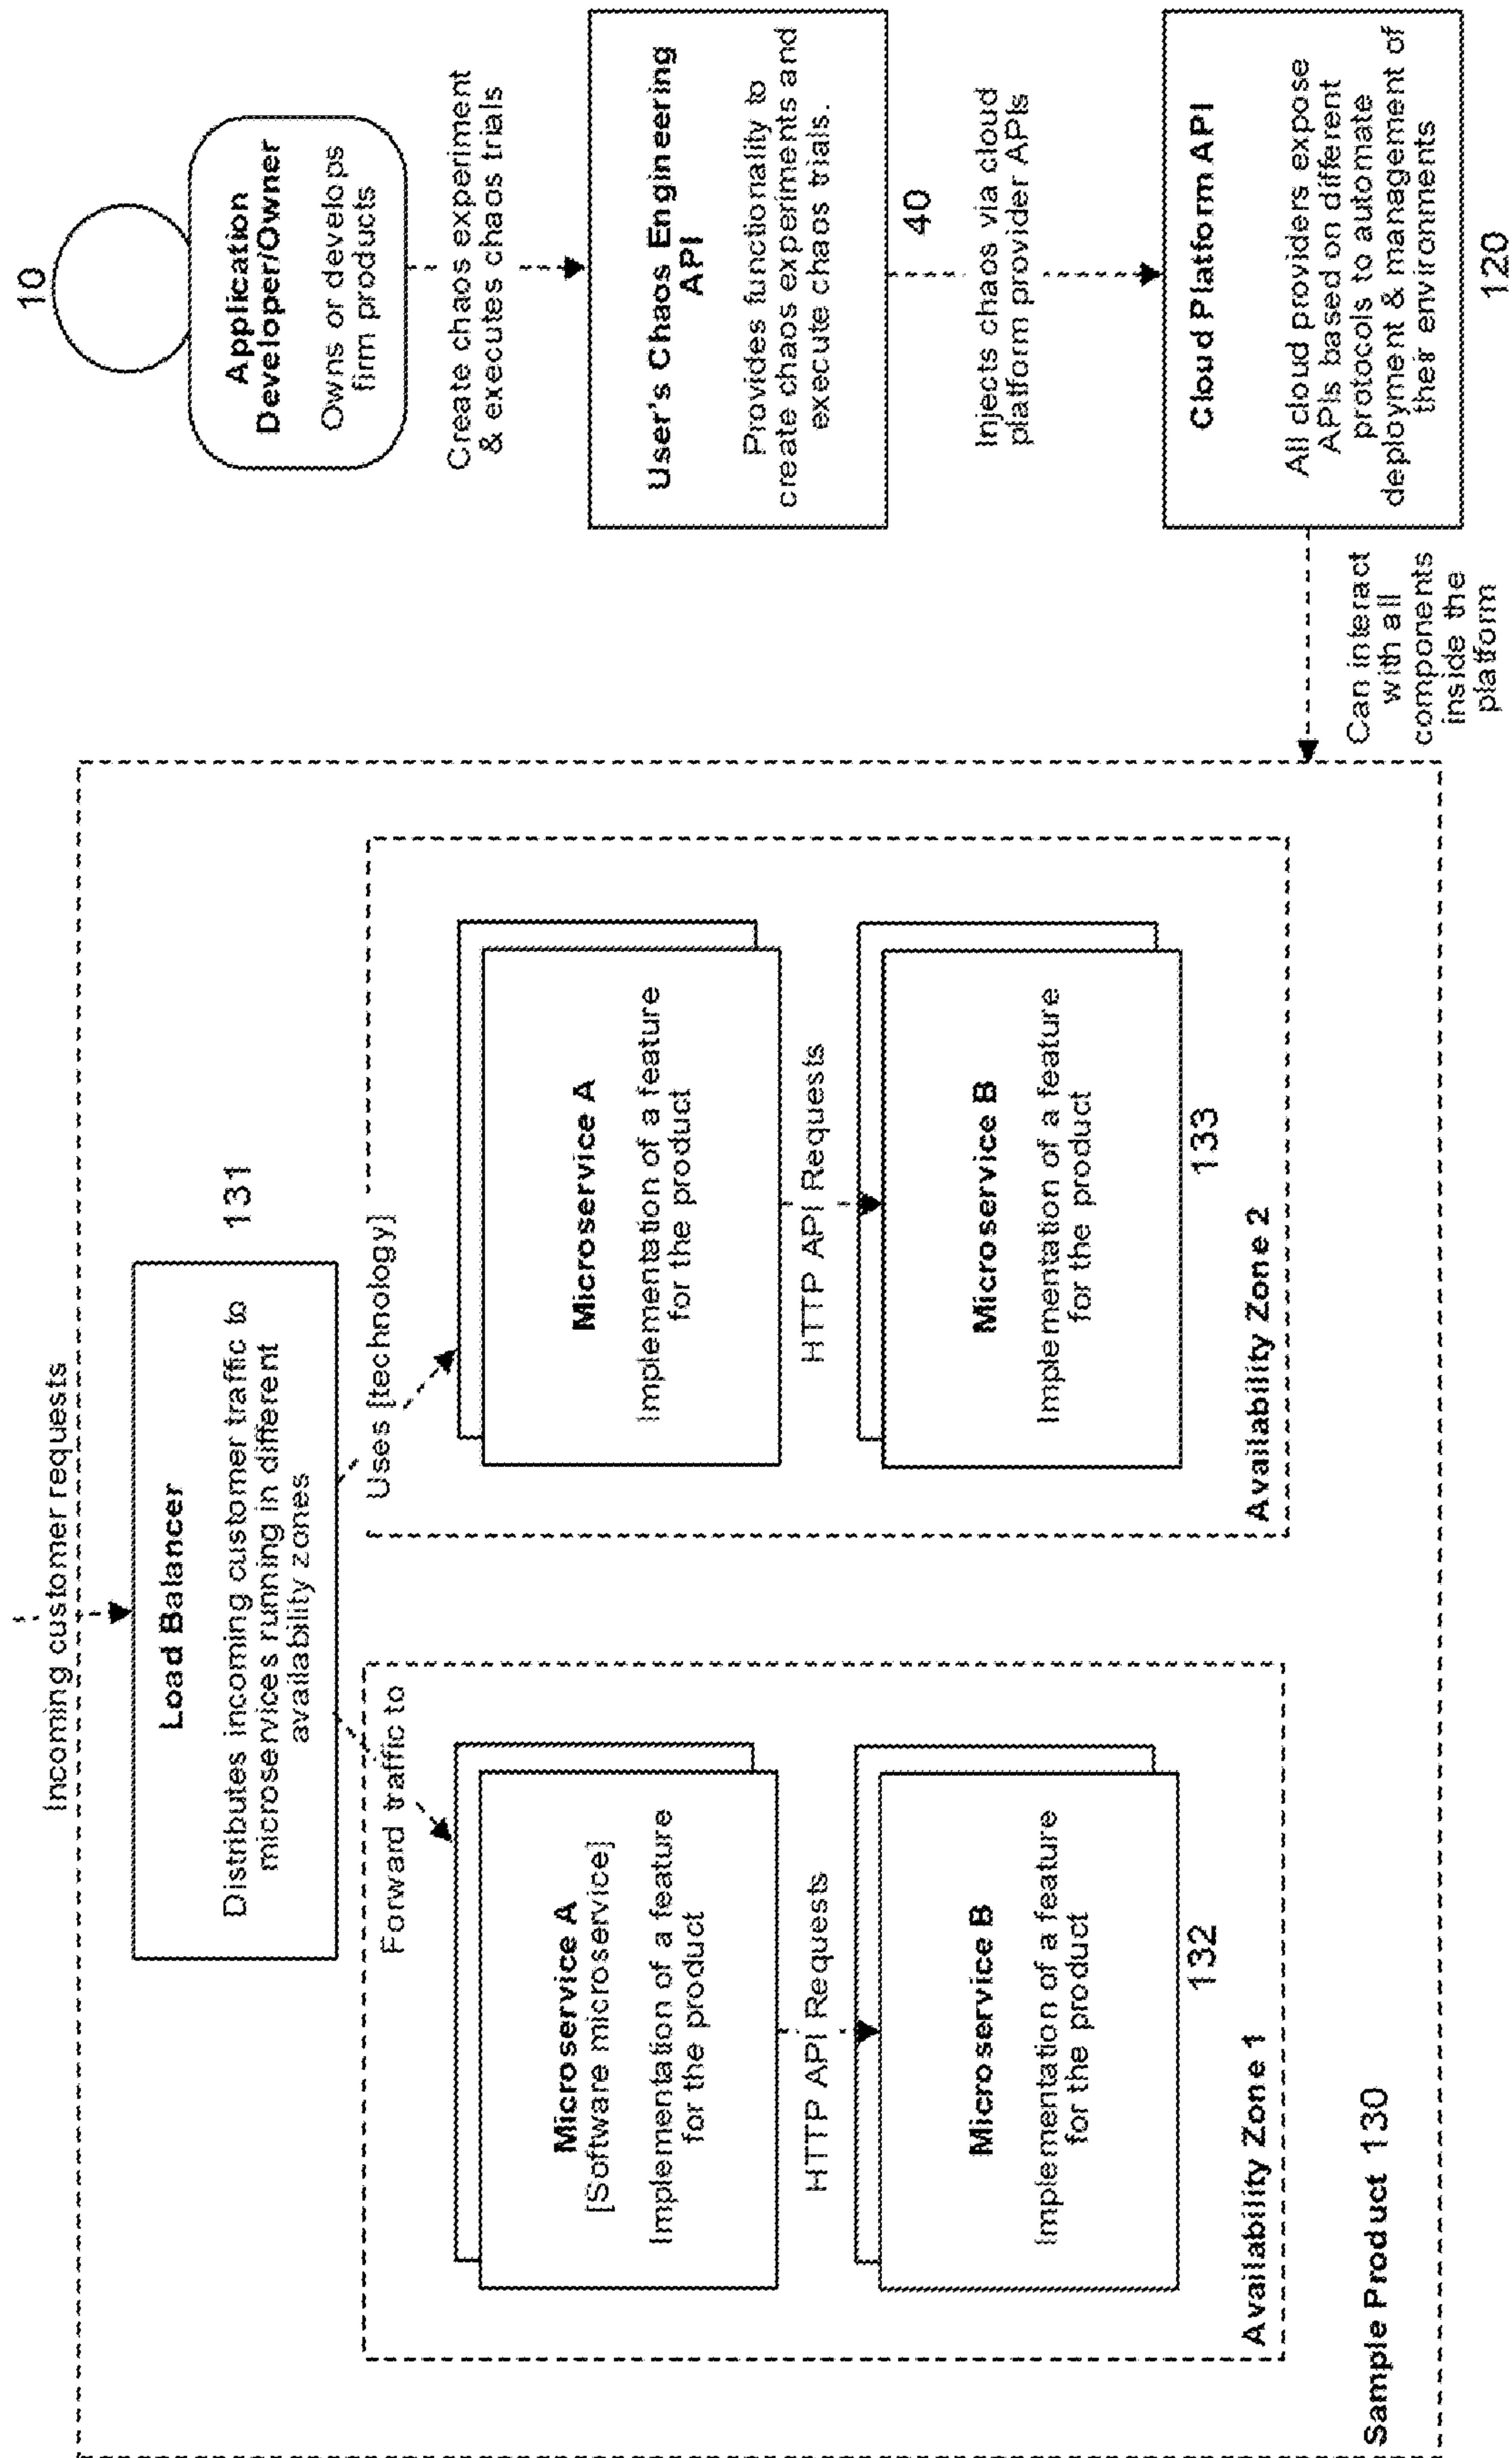 Incoming customer requests
Load Balancer
Distributes incoming customer traffic to
microservices running in different
availability zones
131
Forward traffic to
Uses [technology]
Microservice A
[Software microservice]
Implementation of a feature
for the product
HTTP API Requests
Microservice B
Implementation of a feature
for the product
132
Availability Zone 1
Microservice A
Implementation of a feature
for the product
HTTP API Requests
Microservice B
Implementation of a feature
for the product
133
Availability Zone 2
Sample Product 130
10
Application
Developer/Owner
Owns or develops
firm products
Create chaos experiment
& executes chaos trials
User's Chaos Engineering
API
Provides functionality to
create chaos experiments and
execute chaos trials.
40
Injects chaos via cloud
platform provider APIs
Cloud Platform API
All cloud providers expose
APIs based on different
protocols to automate
deployment & management of
their environments
120
Can interact
with all
components
inside the
platform